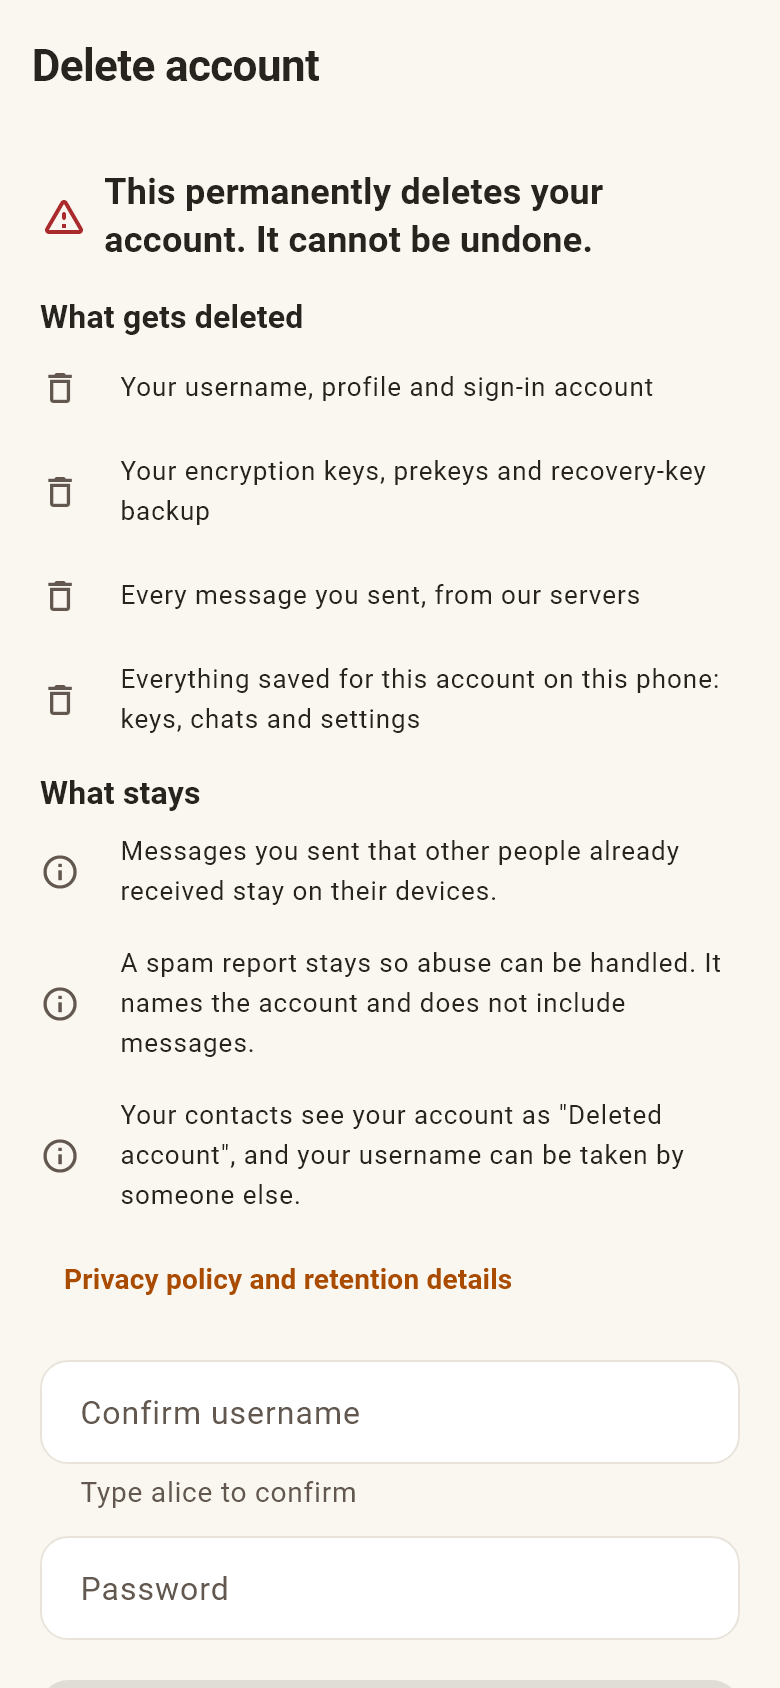 Delete account
This permanently deletes your
account. It cannot be undone.
What gets deleted
Your username, profile and sign-in account
Your encryption keys, prekeys and recovery-key
backup
Every message you sent, from our servers
Everything saved for this account on this phone:
keys, chats and settings
What stays
Messages you sent that other people already
received stay on their devices.
A spam report stays so abuse can be handled. It
names the account and does not include
messages.
Your contacts see your account as "Deleted
account", and your username can be taken by
someone else.
Privacy policy and retention details
Confirm username
Type alice to confirm
Password